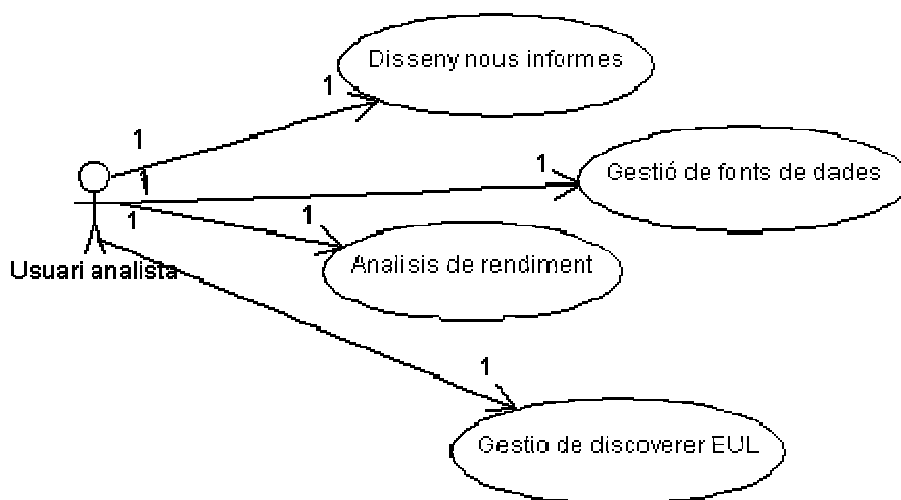 Disseny nous informes
1
1
1
Gestió de fonts de dades
1
1
1
Analisis de rendiment
Usuari analista
1
Gestio de discoverer EUL